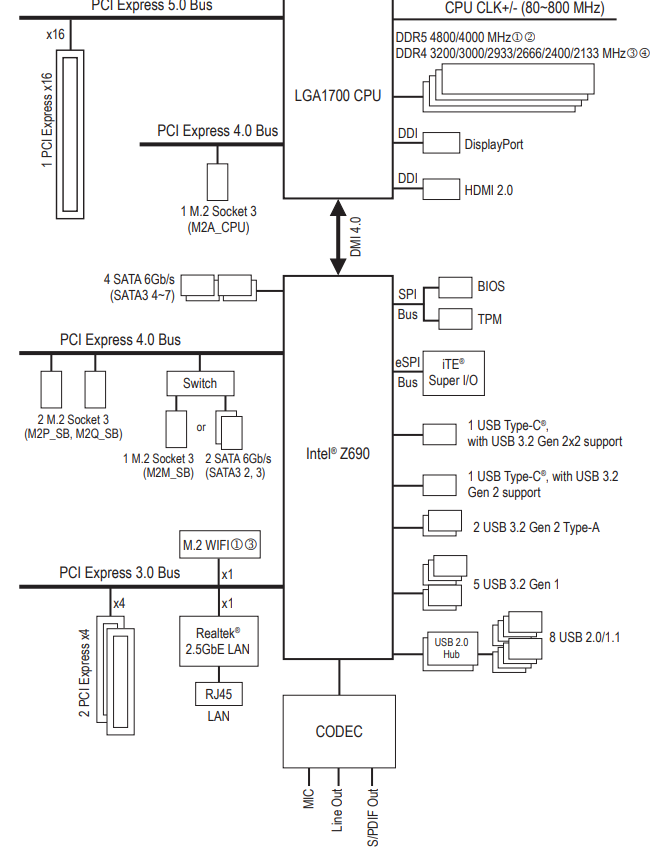 PCI Express 5.0 Bus
CPU CLK+/- (80~800 MHz)
x16
1 PCI Express x16
DDR5 4800/4000 MHz①②
DDR4 3200/3000/2933/2666/2400/2133 MHz③④
LGA1700 CPU
PCI Express 4.0 Bus
1 M.2 Socket 3
(M2A_CPU)
DDI
DisplayPort
DDI
HDMI 2.0
DMI 4.0
4 SATA 6Gb/s
(SATA3 4~7)
SPI
Bus
BIOS
TPM
PCI Express 4.0 Bus
Switch
2 M.2 Socket 3
(M2P_SB, M2Q_SB)
or
1 M.2 Socket 3
(M2M_SB)
2 SATA 6Gb/s
(SATA3 2, 3)
eSPI
Bus
iTE®
Super I/O
Intel® Z690
1 USB Type-C®,
with USB 3.2 Gen 2x2 support
1 USB Type-C®, with USB 3.2
Gen 2 support
2 USB 3.2 Gen 2 Type-A
M.2 WIFI①③
x1
PCI Express 3.0 Bus
x4
x1
2 PCI Express x4
Realtek®
2.5GbE LAN
RJ45
LAN
5 USB 3.2 Gen 1
USB 2.0
Hub
8 USB 2.0/1.1
CODEC
MIC
Line Out
S/PDIF Out